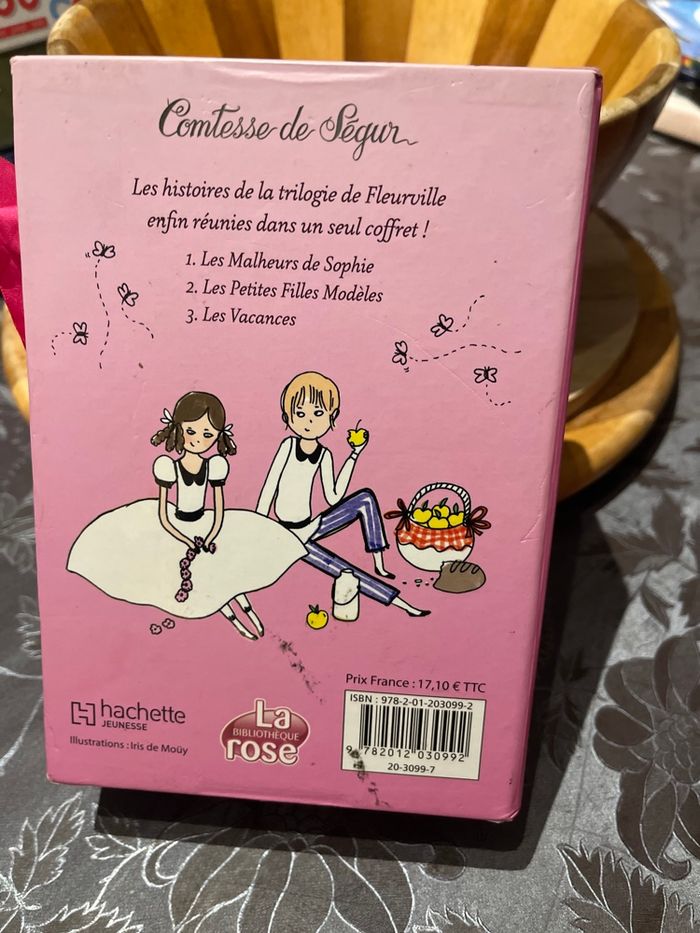 Comtesse de Ségur
Les histoires de la trilogie de Fleurville
enfin réunies dans un seul coffret !
1. Les Malheurs de Sophie
2. Les Petites Filles Modèles
3. Les Vacances
Prix France : 17,10 € TTC
ISBN : 978-2-01-203099-2
9 782012 030992
20-3099-7
hachette
JEUNESSE
Illustrations : Iris de Moüy
La
BIBLIOTHÈQUE
rose